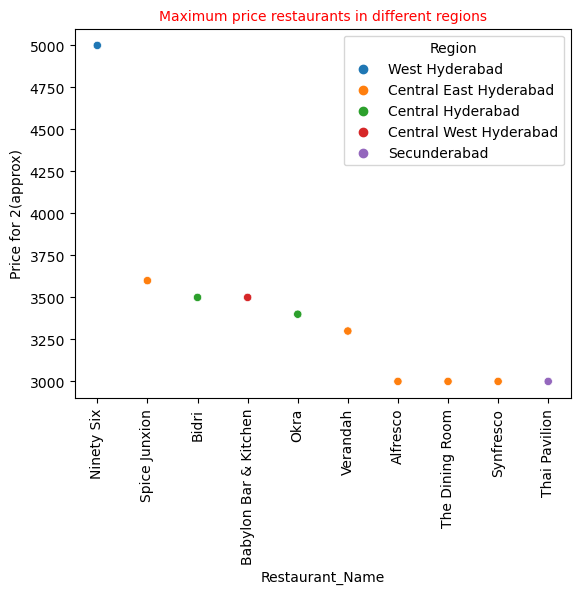 Maximum price restaurants in different regions
Region
West Hyderabad
Central East Hyderabad
Central Hyderabad
Central West Hyderabad
Secunderabad
Price for 2(approx)
5000
4750
4500
4250
4000
3750
3500
3250
3000
Ninety Six
Spice Junxion
Bidri
Babylon Bar & Kitchen
Okra
Verandah
Alfresco
The Dining Room
Synfresco
Thai Pavilion
Restaurant_Name